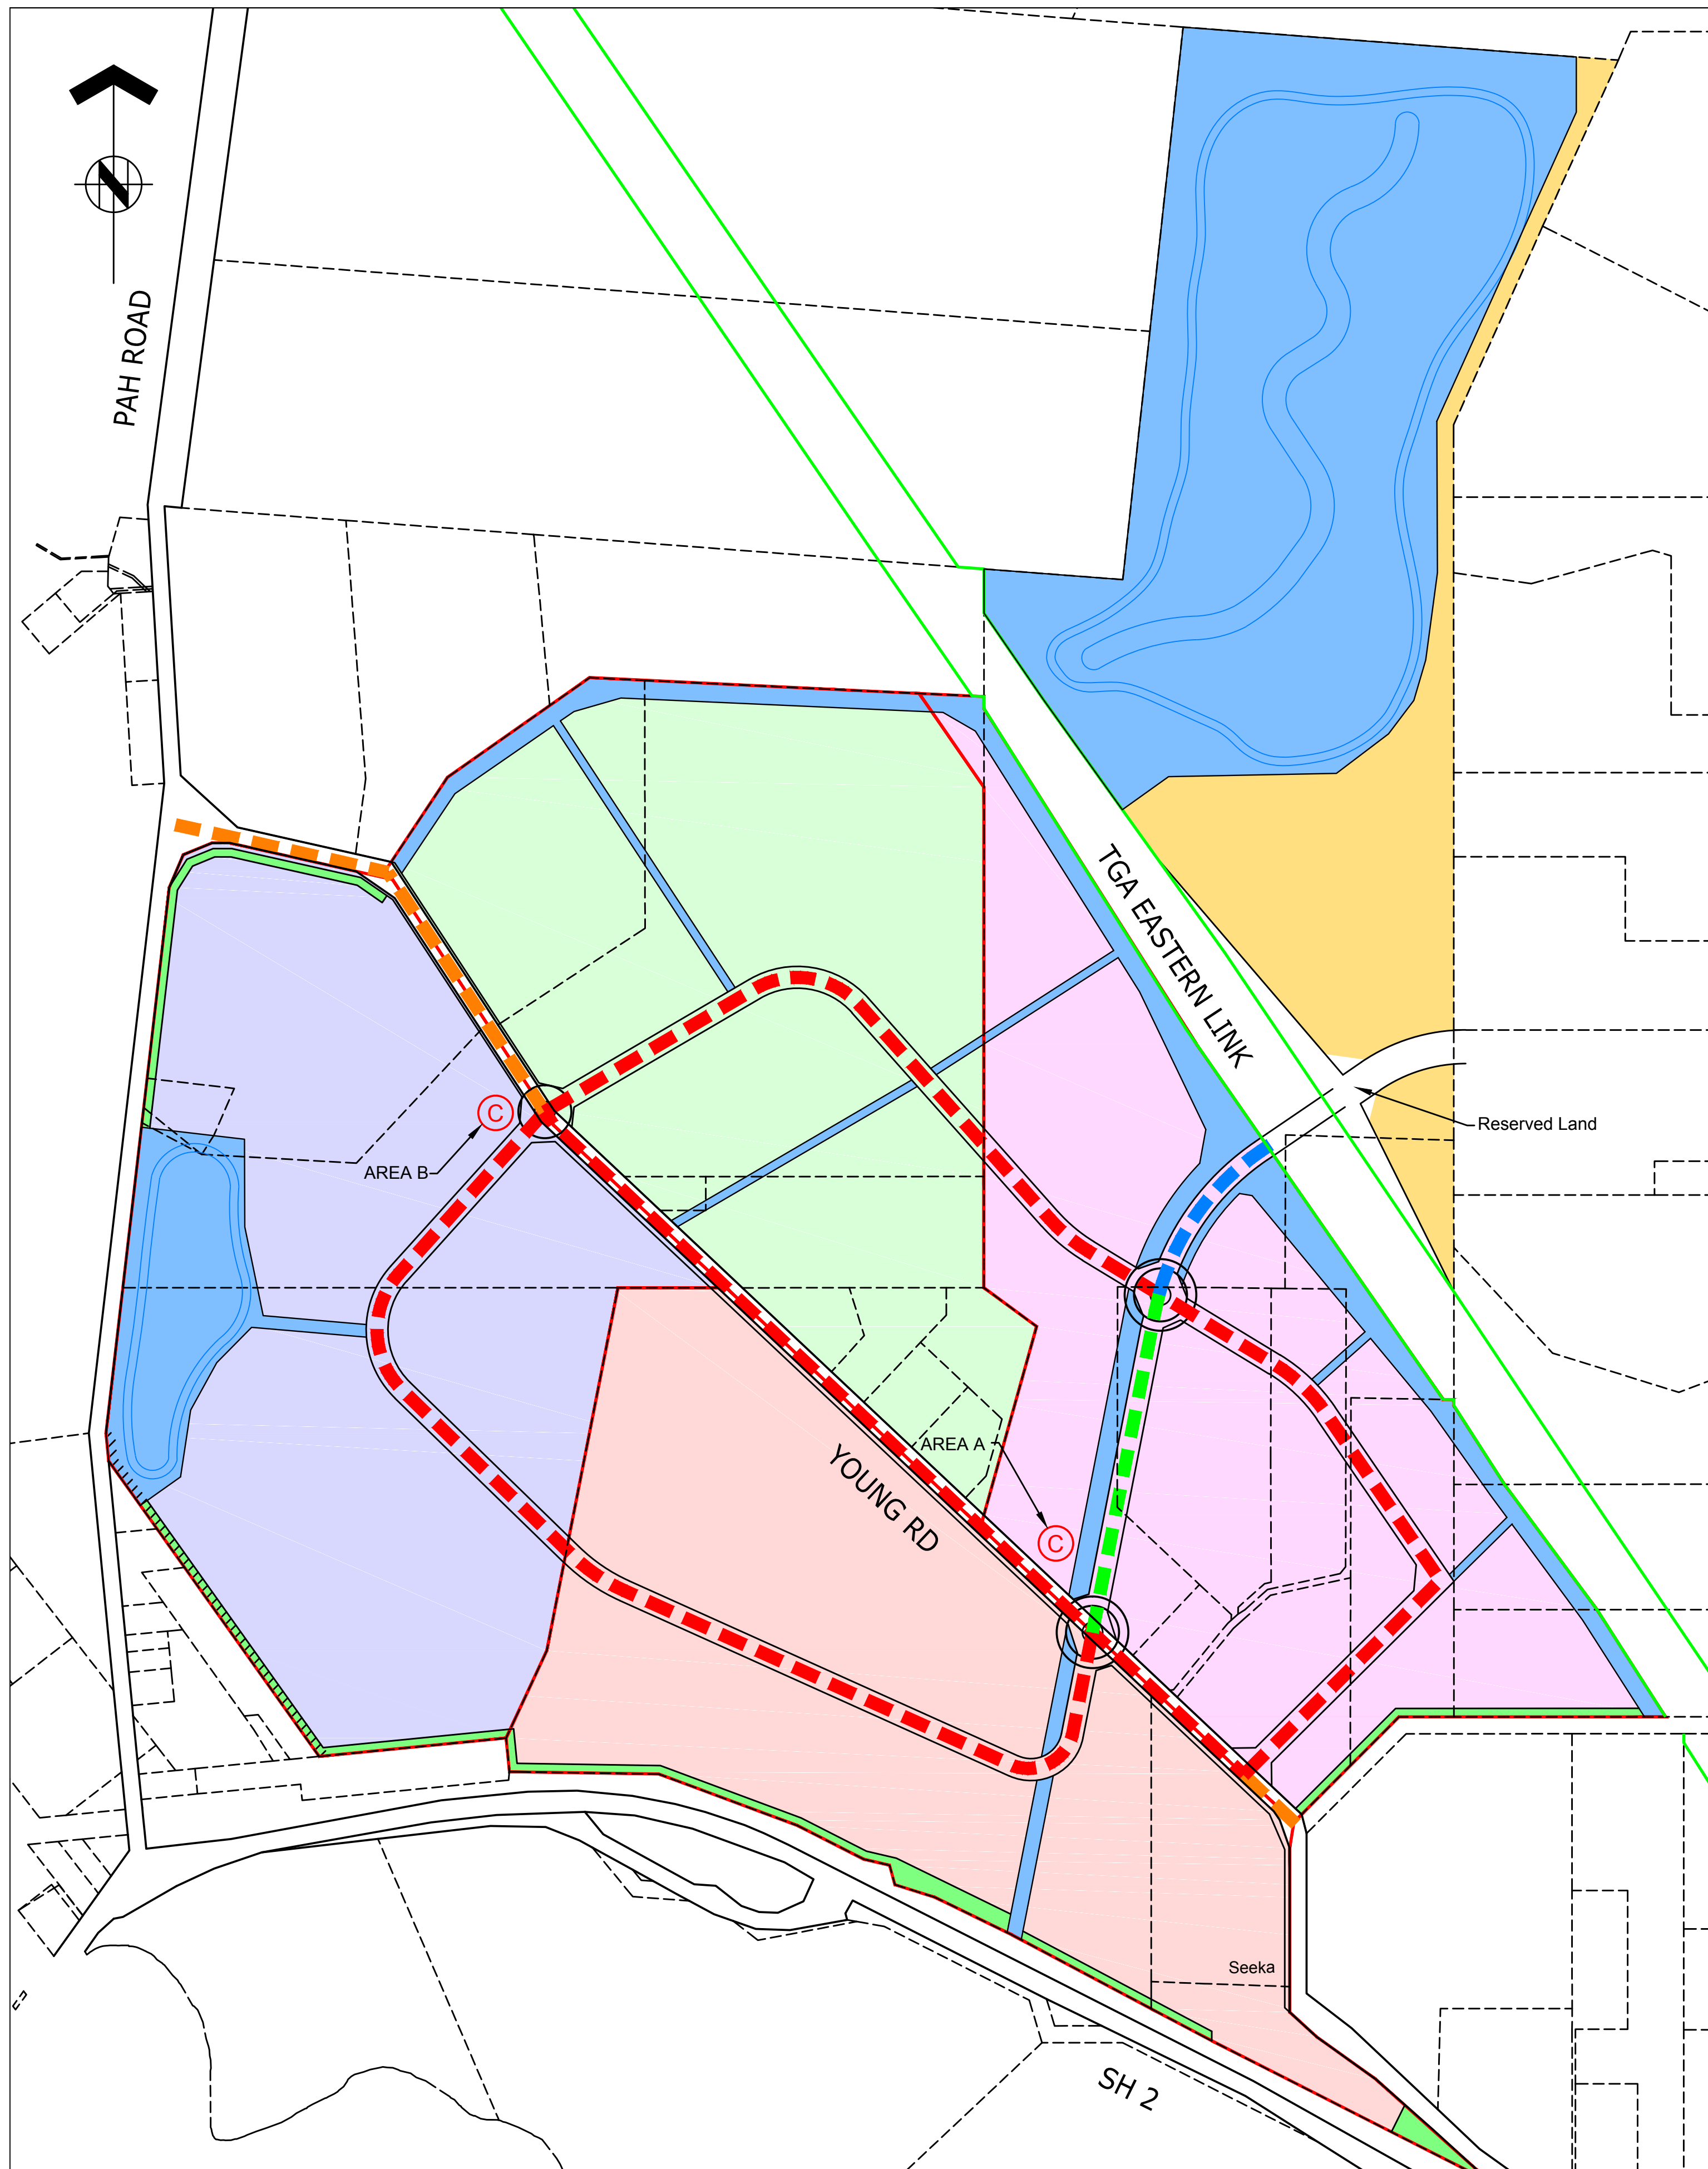 PAH ROAD
TGA EASTERN LINK
Reserved Land
C
AREA B
AREA A
C
YOUNG RD
Seeka
SH 2